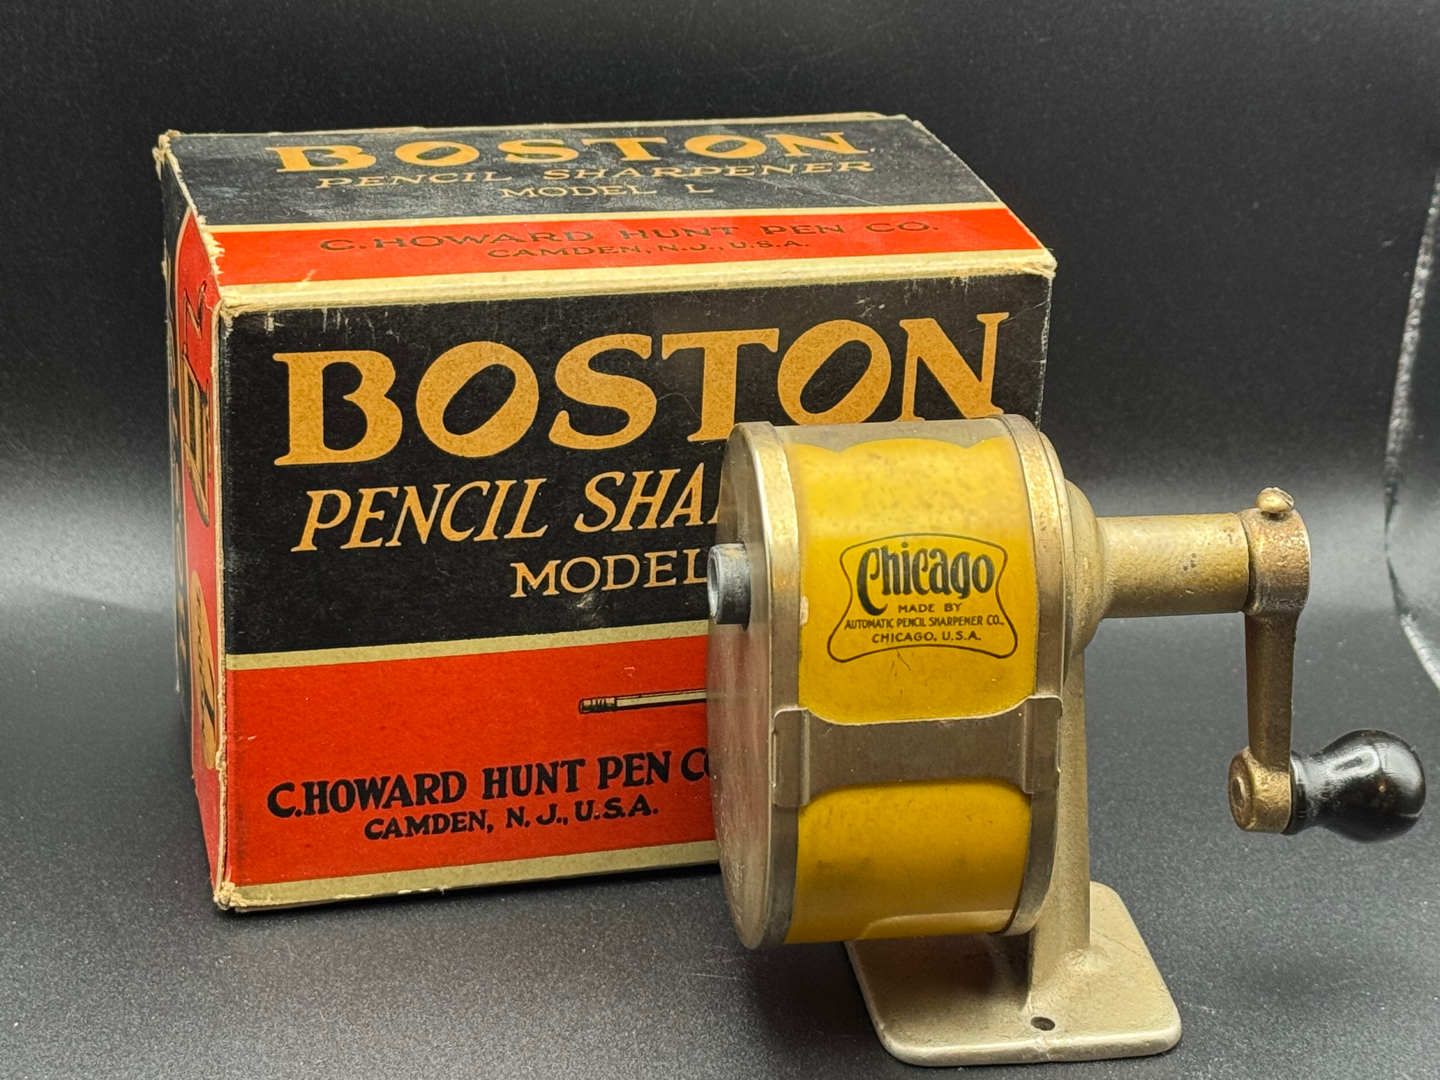 BOSTON
PENCIL SHARPENER
MODEL L
C. HOWARD HUNT PEN CO.
CAMDEN, N.J., U.S.A.
BOSTON
PENCIL SHA
MODEL
C. HOWARD HUNT PEN C
CAMDEN, N. J., U.S.A.
Chicago
MADE BY
AUTOMATIC PENCIL SHARPENER CO.,
CHICAGO, U.S.A.